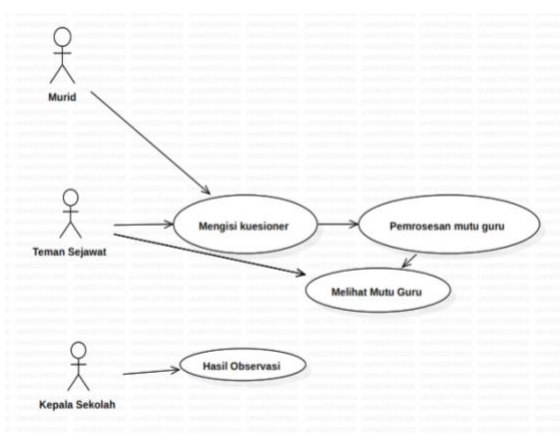 Murid
Teman Sejawat
Mengisi kuesioner
Pemrosesan mutu guru
Melihat Mutu Guru
Hasil Observasi
Kepala Sekolah